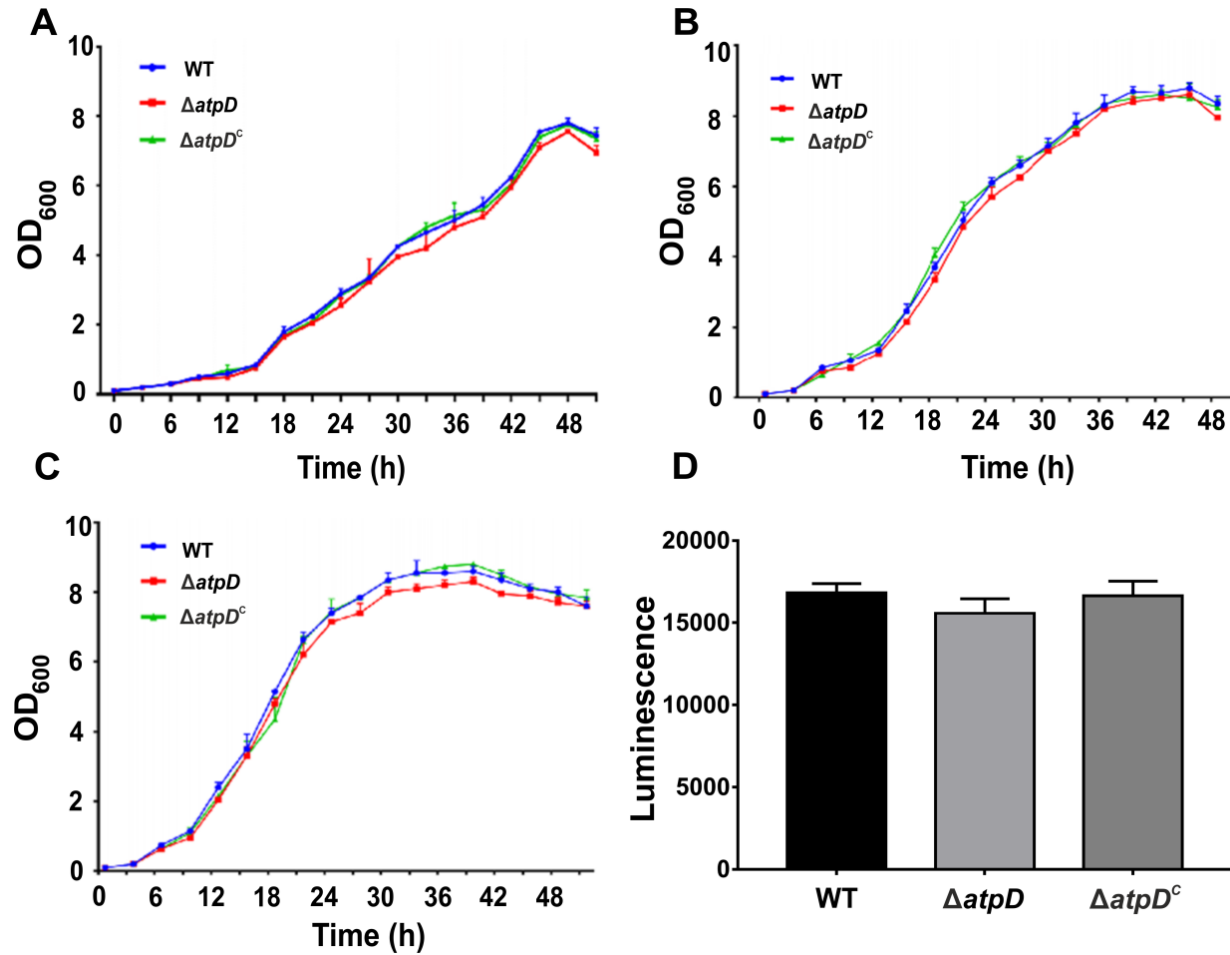 A
10
8
6
4
2
0
OD600
WT
ΔatpD
ΔatpDc
0 6 12 18 24 30 36 42 48
Time (h)
B
10
8
6
4
2
0
OD600
WT
ΔatpD
ΔatpDc
0 6 12 18 24 30 36 42 48
Time (h)
C
10
8
6
4
2
0
OD600
WT
ΔatpD
ΔatpDc
0 6 12 18 24 30 36 42 48
Time (h)
D
20000
15000
10000
5000
0
Luminescence
WT ΔatpD ΔatpDc